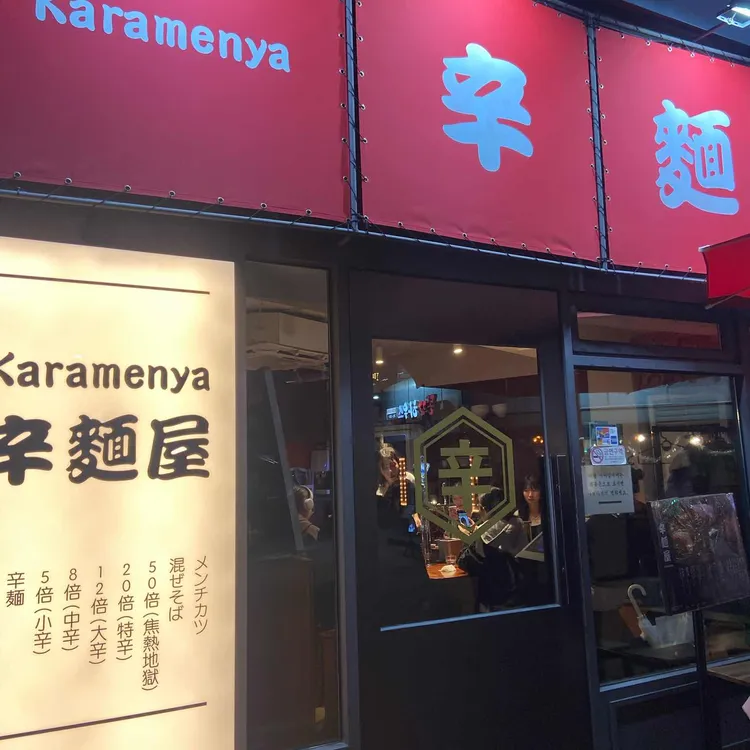 Karamenya
辛麺
Karamenya
辛麺屋
メンチカツ
混ぜそば
50倍(焦熱地獄)
20倍(特辛)
12倍(大辛)
8倍(中辛)
5倍(小辛)
辛麺
辛